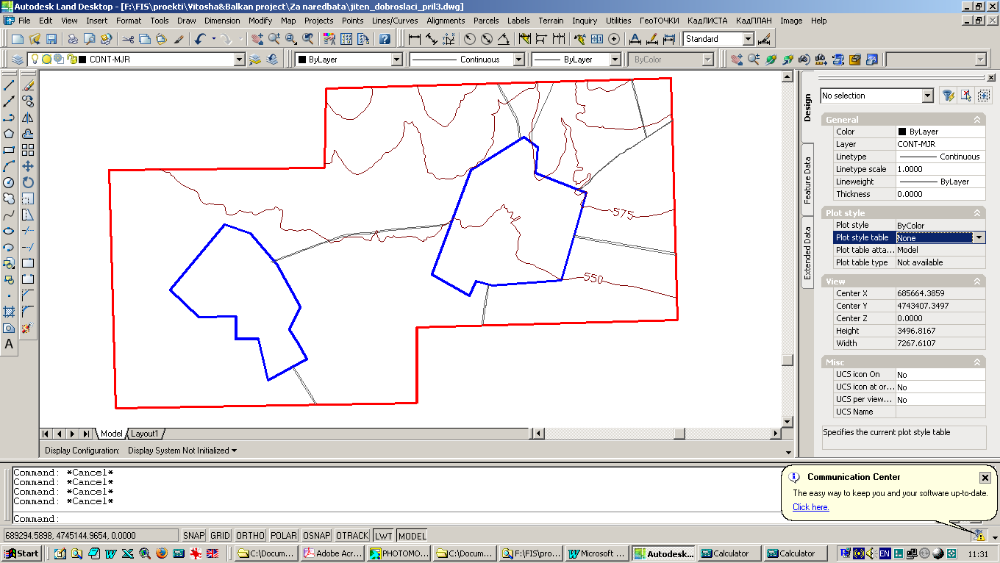 Autodesk Land Desktop - [F:\FIS\proekti\Vitosha&Balkan project\Za naredbata\jiten_dobroslaci_pril3.dwg]
File Edit View Insert Format Tools Draw Dimension Modify Map Projects Points Lines/Curves Alignments Parcels Labels Terrain Inquiry Utilities ГеоТОЧКИ КадЛИСТА КадПЛАН Image Help
Standard
CONT-MJR ByLayer Continuous ByLayer ByColor
Design
Feature Data
Extended Data
No selection
General
Color ByLayer
Layer CONT-MJR
Linetype Continuous
Linetype scale 1.0000
Lineweight ByLayer
Thickness 0.0000
Plot style
Plot style ByColor
Plot style table None
Plot table atta... Model
Plot table type Not available
View
Center X 685664.3859
Center Y 4743407.3497
Center Z 0.0000
Height 3496.8167
Width 7267.6107
Misc
UCS icon On No
UCS icon at or... No
UCS per view... No
UCS Name
Specifies the current plot style table
575
550
A
Model Layout1
Display Configuration: Display System Not Initialized
Command: *Cancel*
Command: *Cancel*
Command: *Cancel*
Command: *Cancel*
Command:
Communication Center
The easy way to keep you and your software up-to-date.
Click here.
689294.5898, 4745144.9654, 0.0000 SNAP GRID ORTHO POLAR OSNAP OTRACK LWT MODEL
Start C:\Docum... Adobe Acr... PHOTOMO... C:\Docum... F:\FIS\pro... Microsoft ... Autodesk... Calculator Calculator EN 11:31